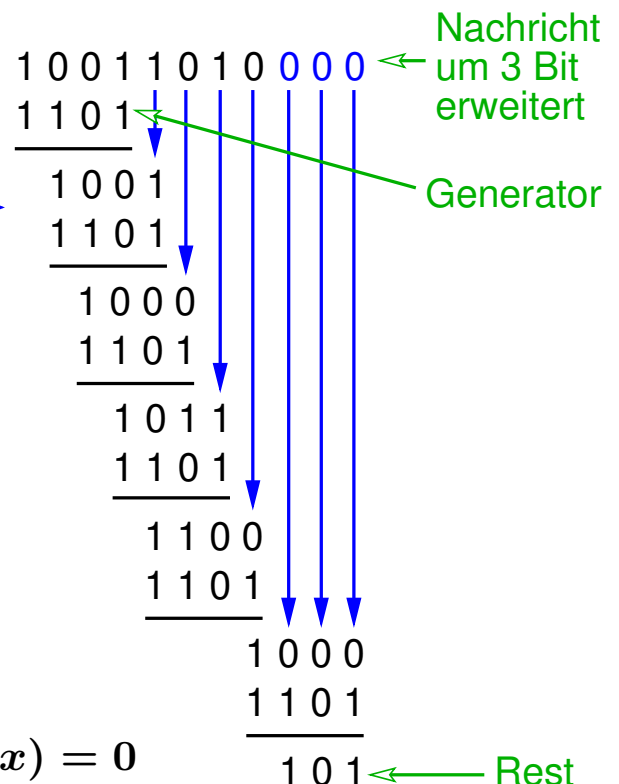 Nachricht
1 0 0 1 1 0 1 0 0 0 0 um 3 Bit
1 1 0 1 erweitert
1 0 0 1 Generator
1 1 0 1
1 0 0 0
1 1 0 1
1 0 1 1
1 1 0 1
1 1 0 0
1 1 0 1
1 0 0 0
1 1 0 1
x) = 0
1 0 1 Rest